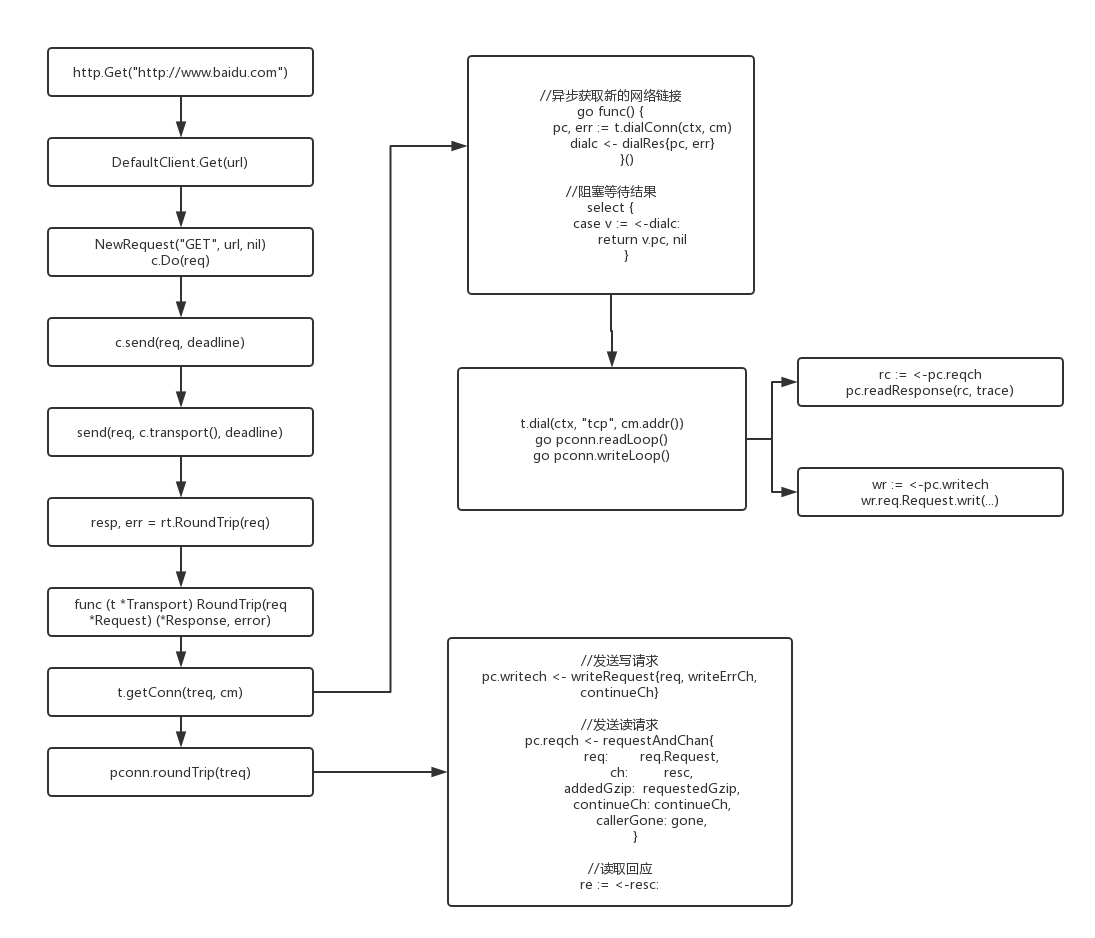 http.Get("http://www.baidu.com")
DefaultClient.Get(url)
NewRequest("GET", url, nil)
c.Do(req)
c.send(req, deadline)
send(req, c.transport(), deadline)
resp, err = rt.RoundTrip(req)
func (t *Transport) RoundTrip(req
*Request) (*Response, error)
t.getConn(treq, cm)
pconn.roundTrip(treq)
//异步获取新的网络链接
go func() {
pc, err := t.dialConn(ctx, cm)
dialc <- dialRes{pc, err}
}()
//阻塞等待结果
select {
case v := <-dialc:
return v.pc, nil
}
t.dial(ctx, "tcp", cm.addr())
go pconn.readLoop()
go pconn.writeLoop()
rc := <-pc.reqch
pc.readResponse(rc, trace)
wr := <-pc.writech
wr.req.Request.writ(...)
//发送写请求
pc.writech <- writeRequest{req, writeErrCh,
continueCh}
//发送读请求
pc.reqch <- requestAndChan{
req: req.Request,
ch: resc,
addedGzip: requestedGzip,
continueCh: continueCh,
callerGone: gone,
}
//读取回应
re := <-resc: